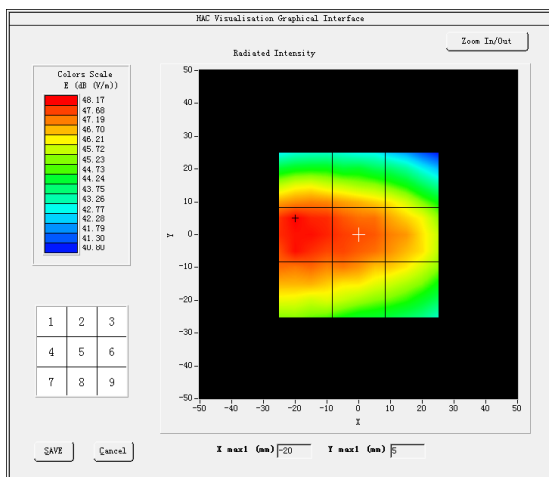 HAC Visualisation Graphical Interface
Zoom In/Out
Radiated Intensity
Colors Scale
E (dB (V/m))
48.17
47.68
47.19
46.70
46.21
45.72
45.23
44.73
44.24
43.75
43.26
42.77
42.28
41.79
41.30
40.80
1 2 3
4 5 6
7 8 9
50
40
30
20
10
0
-10
-20
-30
-40
-50
Y
-50 -40 -30 -20 -10 0 10 20 30 40 50
X
SAVE Cancel
X max1 (mm) -20 Y max1 (mm) 5